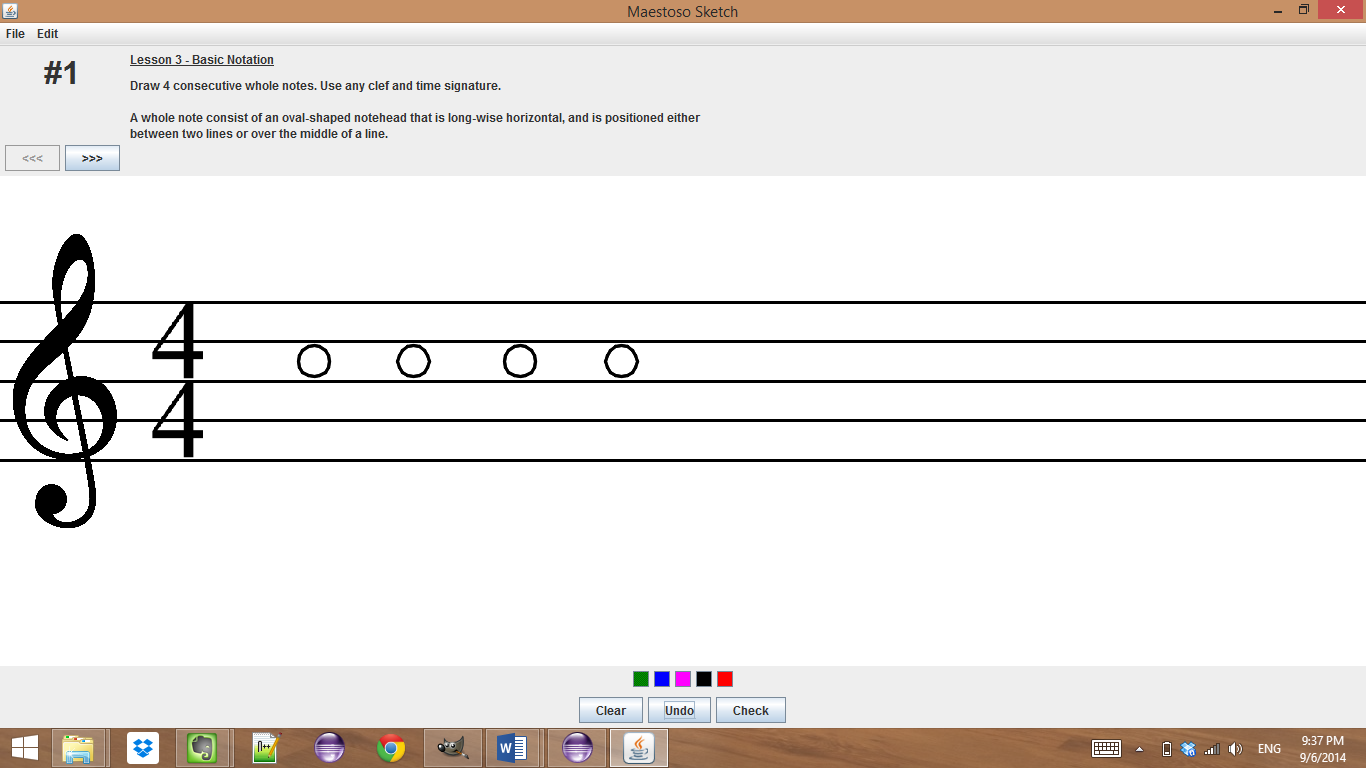 Maestoso Sketch
File Edit
#1
Lesson 3 - Basic Notation
Draw 4 consecutive whole notes. Use any clef and time signature.
A whole note consist of an oval-shaped notehead that is long-wise horizontal, and is positioned either
between two lines or over the middle of a line.
<<< >>>
4
4
Clear Undo Check
ENG
9:37 PM
9/6/2014